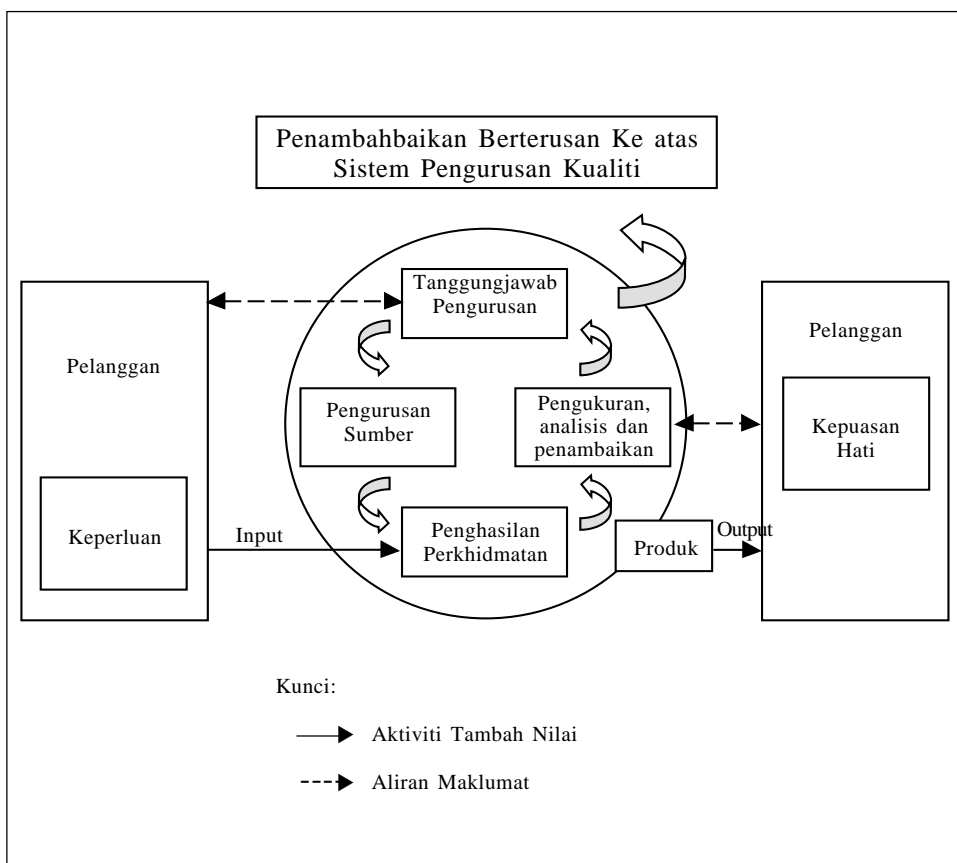 Penambahbaikan Berterusan Ke atas
Sistem Pengurusan Kualiti
Tanggungjawab
Pengurusan
Pelanggan
Keperluan
Pengurusan
Sumber
Pengukuran,
analisis dan
penambaikan
Pelanggan
Kepuasan
Hati
Input
Penghasilan
Perkhidmatan
Produk
Output
Kunci:
Aktiviti Tambah Nilai
Aliran Maklumat